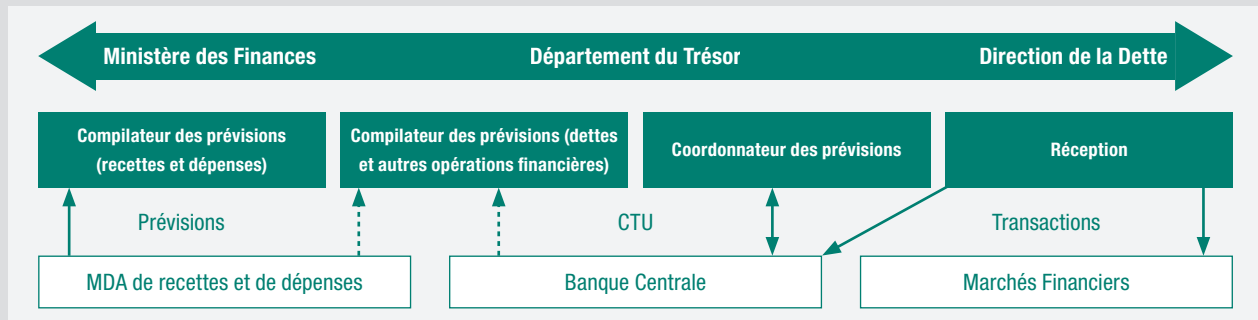 Ministère des Finances
Département du Trésor
Direction de la Dette
Compilateur des prévisions
(recettes et dépenses)
Compilateur des prévisions (dettes
et autres opérations financières)
Coordonnateur des prévisions
Réception
Prévisions
CTU
Transactions
MDA de recettes et de dépenses
Banque Centrale
Marchés Financiers